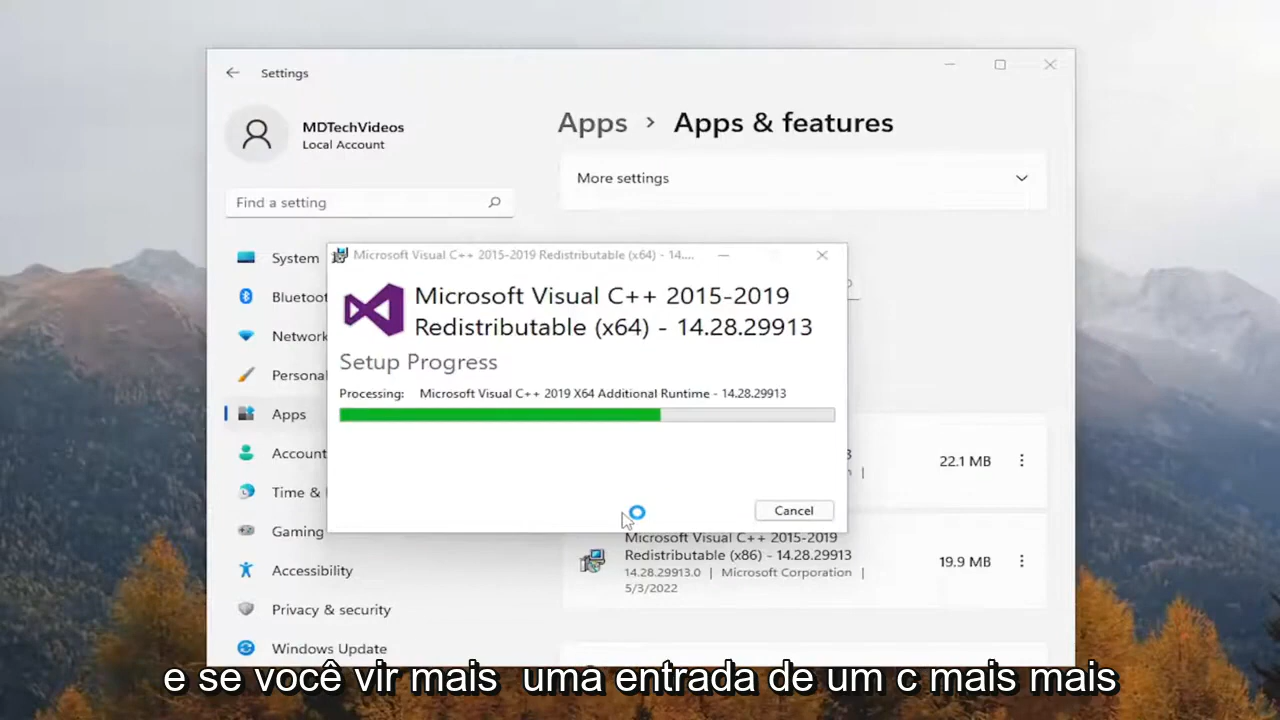 Settings
MDTechVideos
Local Account
Find a setting
System
Bluetoot
Network
Personal
Apps
Account
Time &
Gaming
Accessibility
Privacy & security
Windows Update
Apps > Apps & features
More settings
Microsoft Visual C++ 2015-2019 Redistributable (x64) - 14....
Microsoft Visual C++ 2015-2019
Redistributable (x64) - 14.28.29913
Setup Progress
Processing: Microsoft Visual C++ 2019 X64 Additional Runtime - 14.28.29913
Cancel
22.1 MB
Microsoft Visual C++ 2015-2019
Redistributable (x86) - 14.28.29913
14.28.29913.0 | Microsoft Corporation |
5/3/2022
19.9 MB
e se você vir mais uma entrada de um c mais mais